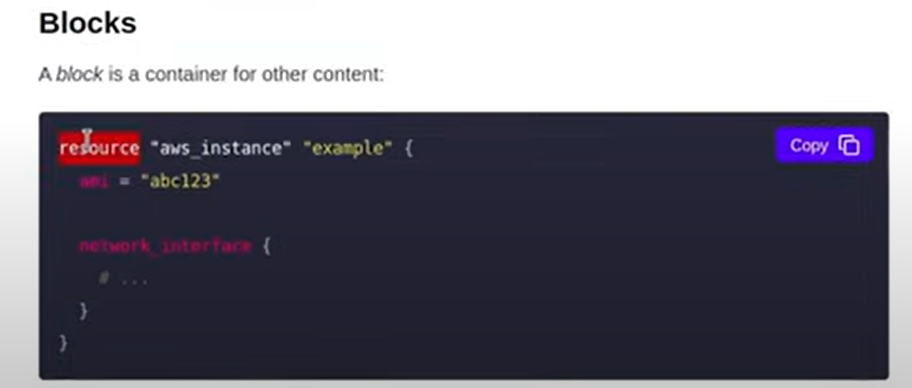 Blocks
A block is a container for other content:
resource "aws_instance" "example" {
Copy
ami = "abc123"
network_interface {
# ...
}
}